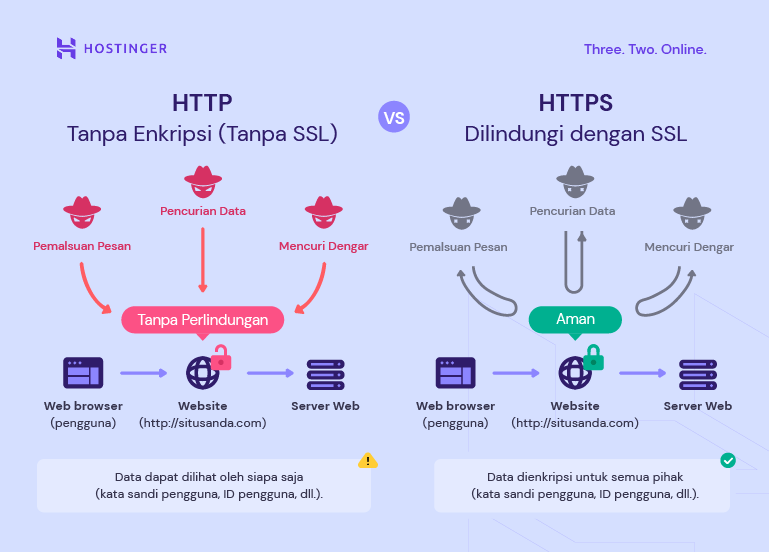 HOSTINGER
Three. Two. Online.
HTTP
Tanpa Enkripsi (Tanpa SSL)
VS
HTTPS
Dilindungi dengan SSL
Pencurian Data
Pemalsuan Pesan
Mencuri Dengar
Tanpa Perlindungan
Web browser
(pengguna)
Website
(http://situsanda.com)
Server Web
Data dapat dilihat oleh siapa saja
(kata sandi pengguna, ID pengguna, dll.).
Pencurian Data
Pemalsuan Pesan
Mencuri Dengar
Aman
Web browser
(pengguna)
Website
(http://situsanda.com)
Server Web
Data dienkripsi untuk semua pihak
(kata sandi pengguna, ID pengguna, dll.).